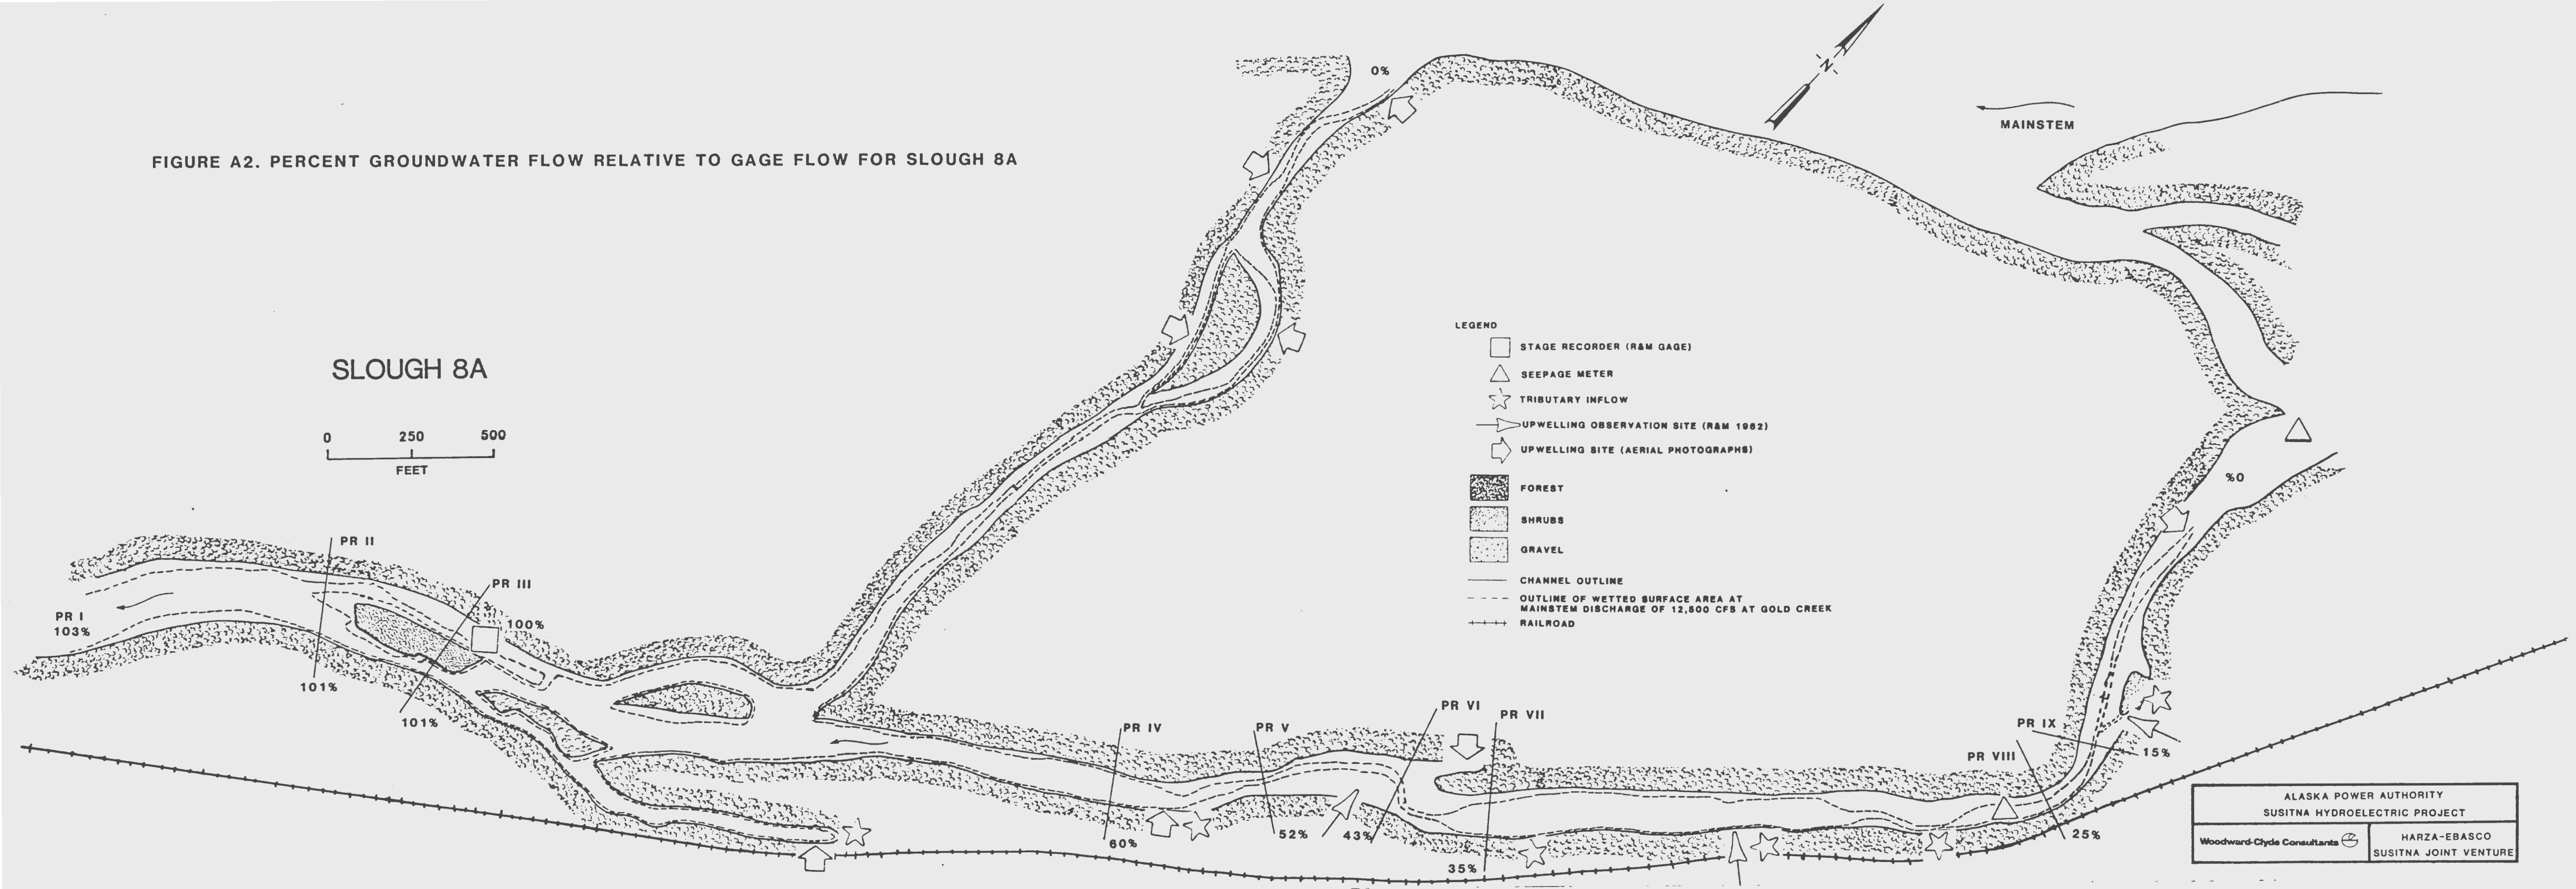 0%
N
MAINSTEM
FIGURE A2. PERCENT GROUNDWATER FLOW RELATIVE TO GAGE FLOW FOR SLOUGH 8A
SLOUGH 8A
0 250 500
FEET
LEGEND
STAGE RECORDER (R&M GAGE)
SEEPAGE METER
TRIBUTARY INFLOW
UPWELLING OBSERVATION SITE (R&M 1982)
UPWELLING SITE (AERIAL PHOTOGRAPHS)
FOREST
SHRUBS
GRAVEL
CHANNEL OUTLINE
OUTLINE OF WETTED SURFACE AREA AT
MAINSTEM DISCHARGE OF 12,500 CFS AT GOLD CREEK
RAILROAD
%0
PR II
PR III
PR I
103%
100%
101%
101%
PR IV
60%
PR V
52%
PR VI
43%
PR VII
35%
PR VIII
25%
PR IX
15%
ALASKA POWER AUTHORITY
SUSITNA HYDROELECTRIC PROJECT
Woodward-Clyde Consultants
HARZA-EBASCO
SUSITNA JOINT VENTURE